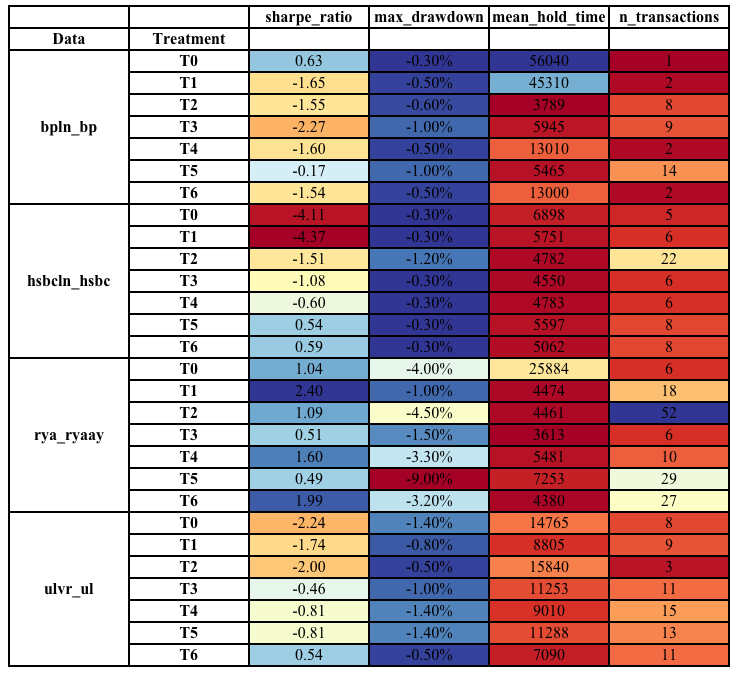 sharpe_ratio max_drawdown mean_hold_time n_transactions
Data Treatment
bpln_bp T0 0.63 -0.30% 56040 1
T1 -1.65 -0.50% 45310 2
T2 -1.55 -0.60% 3789 8
T3 -2.27 -1.00% 5945 9
T4 -1.60 -0.50% 13010 2
T5 -0.17 -1.00% 5465 14
T6 -1.54 -0.50% 13000 2
hsbcln_hsbc T0 -4.11 -0.30% 6898 5
T1 -4.37 -0.30% 5751 6
T2 -1.51 -1.20% 4782 22
T3 -1.08 -0.30% 4550 6
T4 -0.60 -0.30% 4783 6
T5 0.54 -0.30% 5597 8
T6 0.59 -0.30% 5062 8
rya_ryaay T0 1.04 -4.00% 25884 6
T1 2.40 -1.00% 4474 18
T2 1.09 -4.50% 4461 52
T3 0.51 -1.50% 3613 6
T4 1.60 -3.30% 5481 10
T5 0.49 -9.00% 7253 29
T6 1.99 -3.20% 4380 27
ulvr_ul T0 -2.24 -1.40% 14765 8
T1 -1.74 -0.80% 8805 9
T2 -2.00 -0.50% 15840 3
T3 -0.46 -1.00% 11253 11
T4 -0.81 -1.40% 9010 15
T5 -0.81 -1.40% 11288 13
T6 0.54 -0.50% 7090 11